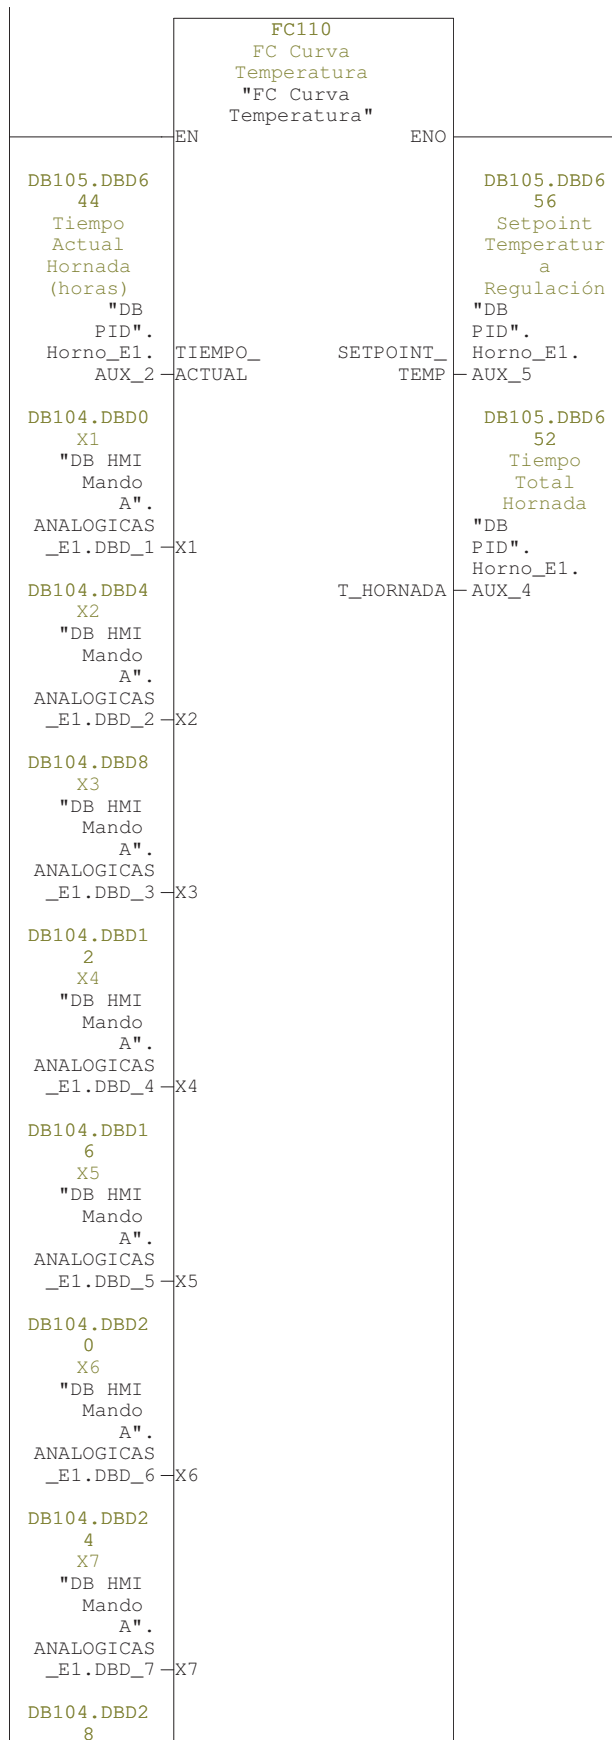 FC110
FC Curva
Temperatura
"FC Curva
Temperatura"
EN
ENO
DB105.DBD6
44
Tiempo
Actual
Hornada
(horas)
"DB
PID".
Horno_E1.
AUX_2
TIEMPO_
ACTUAL
SETPOINT_
TEMP
DB105.DBD6
56
Setpoint
Temperatur
a
Regulación
"DB
PID".
Horno_E1.
AUX_5
DB104.DBD0
X1
"DB HMI
Mando
A".
ANALOGICAS
_E1.DBD_1
X1
DB105.DBD6
52
Tiempo
Total
Hornada
"DB
PID".
Horno_E1.
AUX_4
T_HORNADA
DB104.DBD4
X2
"DB HMI
Mando
A".
ANALOGICAS
_E1.DBD_2
X2
DB104.DBD8
X3
"DB HMI
Mando
A".
ANALOGICAS
_E1.DBD_3
X3
DB104.DBD1
2
X4
"DB HMI
Mando
A".
ANALOGICAS
_E1.DBD_4
X4
DB104.DBD1
6
X5
"DB HMI
Mando
A".
ANALOGICAS
_E1.DBD_5
X5
DB104.DBD2
0
X6
"DB HMI
Mando
A".
ANALOGICAS
_E1.DBD_6
X6
DB104.DBD2
4
X7
"DB HMI
Mando
A".
ANALOGICAS
_E1.DBD_7
X7
DB104.DBD2
8